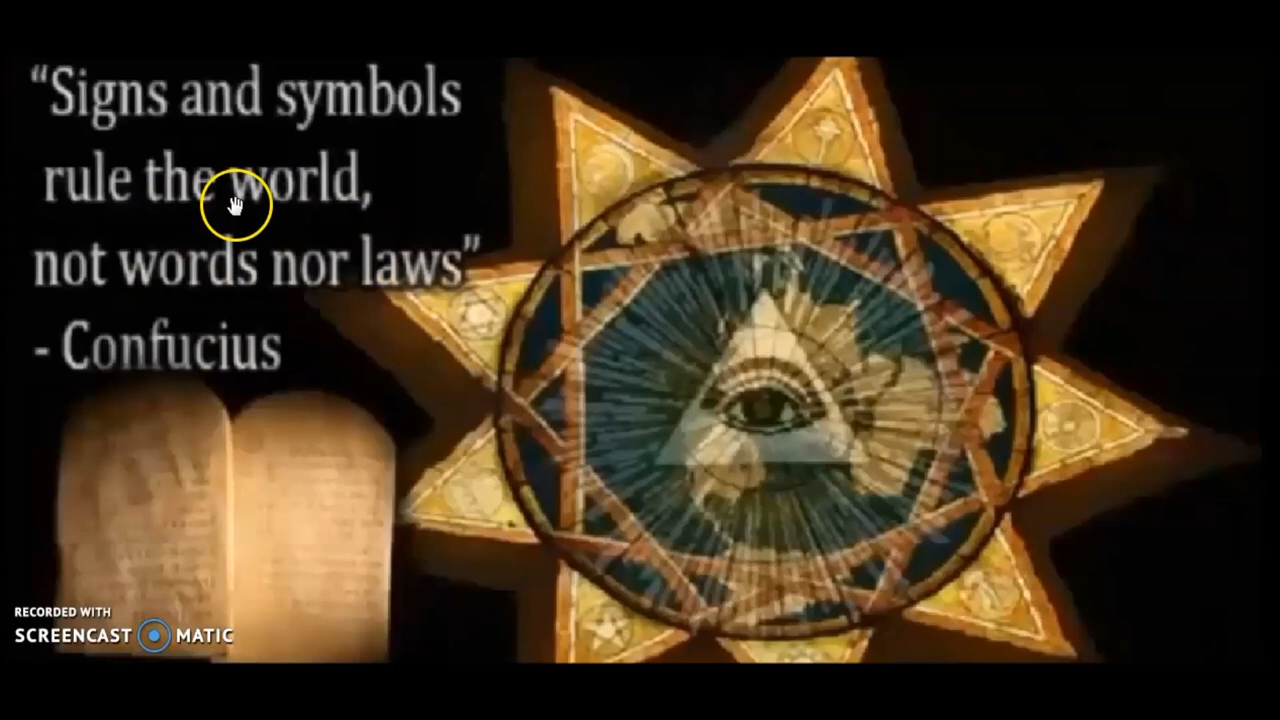 “Signs and symbols
rule the world,
not words nor laws”
- Confucius
RECORDED WITH
SCREENCAST MATIC